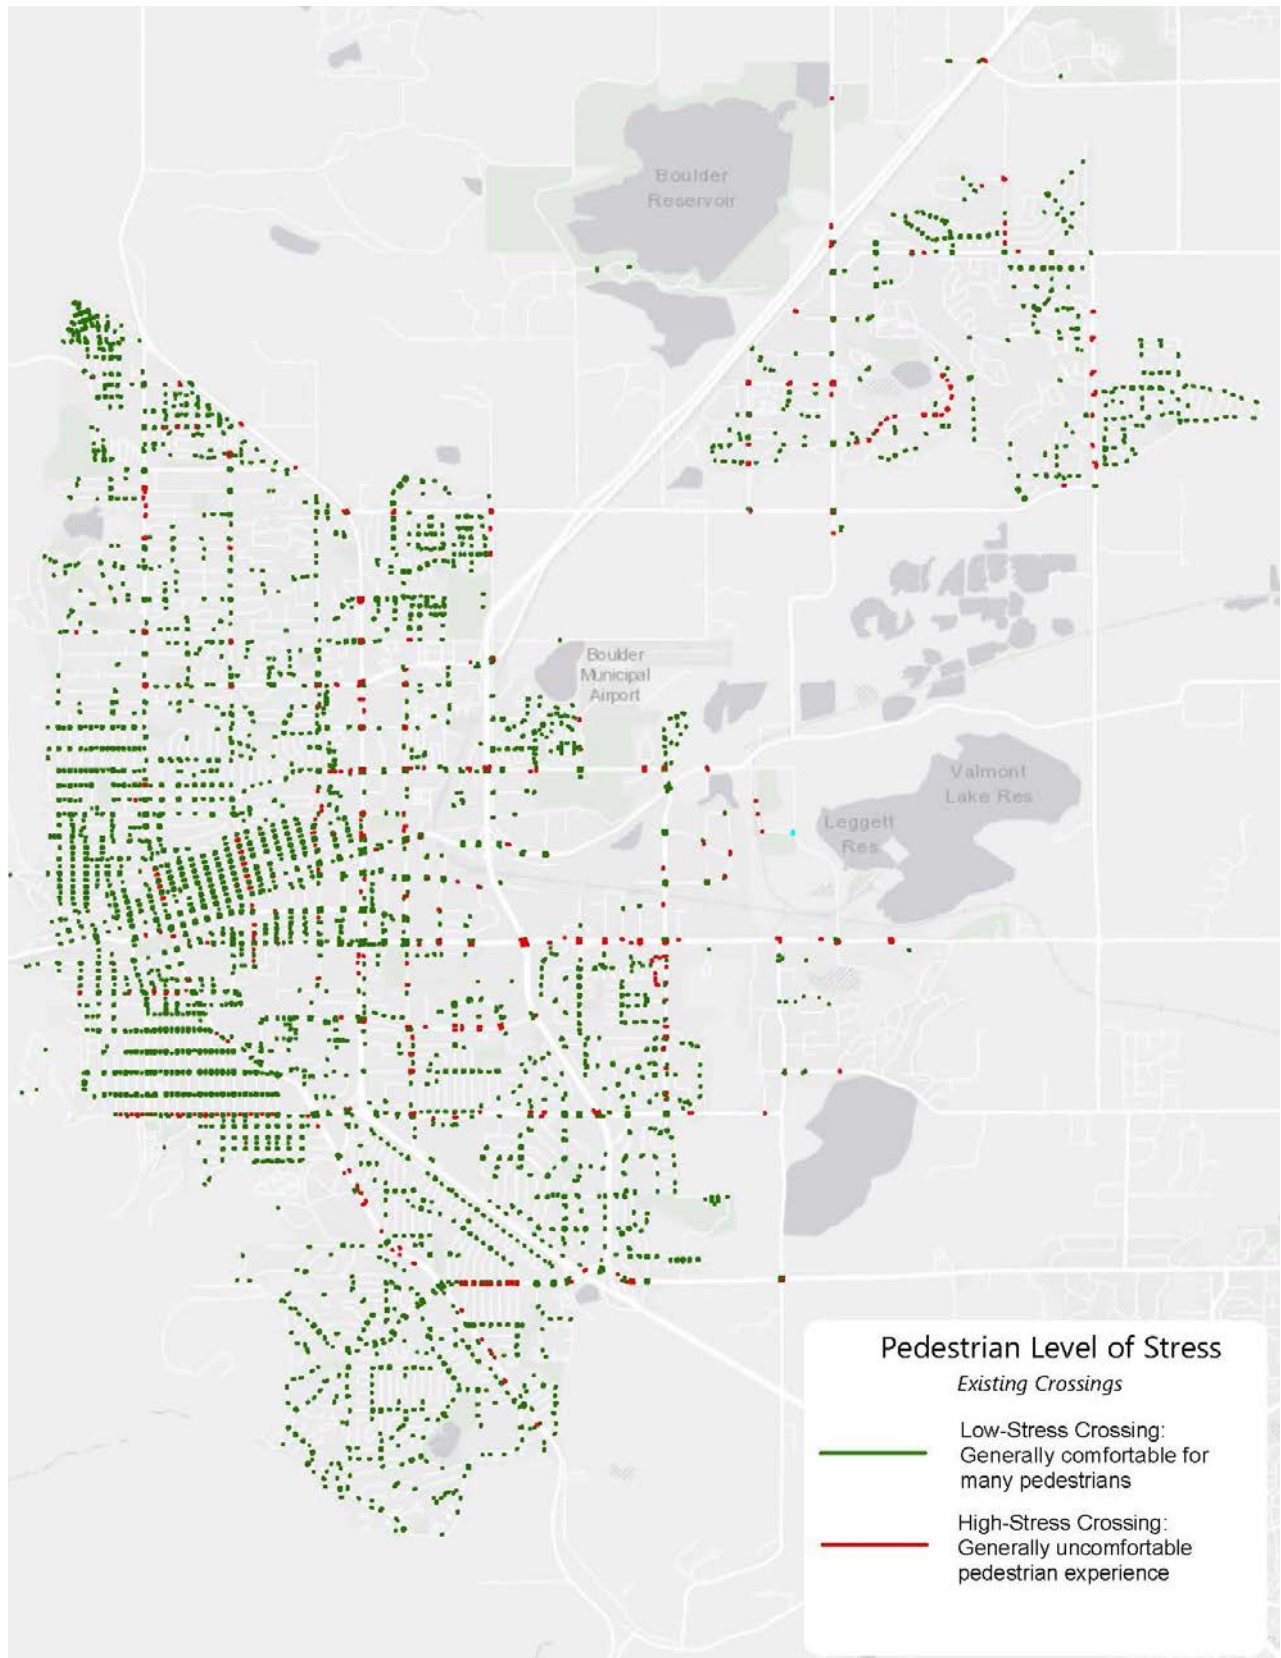 Boulder
Reservoir
Boulder
Municipal
Airport
Valmont
Lake Res
Leggett
Res
Pedestrian Level of Stress
Existing Crossings
Low-Stress Crossing:
Generally comfortable for
many pedestrians
High-Stress Crossing:
Generally uncomfortable
pedestrian experience